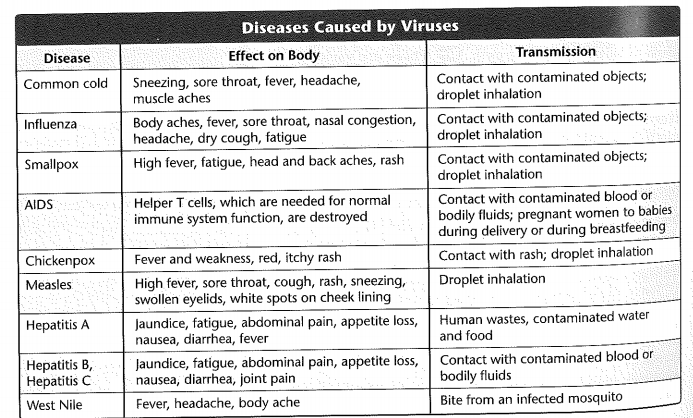 Diseases Caused by Viruses
Disease Effect on Body Transmission
Common cold Sneezing, sore throat, fever, headache, Contact with contaminated objects;
muscle aches droplet inhalation
Influenza Body aches, fever, sore throat, nasal congestion, Contact with contaminated objects;
headache, dry cough, fatigue droplet inhalation
Smallpox High fever, fatigue, head and back aches, rash Contact with contaminated objects;
droplet inhalation
AIDS Helper T cells, which are needed for normal Contact with contaminated blood or
immune system function, are destroyed bodily fluids; pregnant women to babies
during delivery or during breastfeeding
Chickenpox Fever and weakness, red, itchy rash Contact with rash; droplet inhalation
Measles High fever, sore throat, cough, rash, sneezing, Droplet inhalation
swollen eyelids, white spots on cheek lining
Hepatitis A Jaundice, fatigue, abdominal pain, appetite loss, Human wastes, contaminated water
nausea, diarrhea, fever and food
Hepatitis B, Jaundice, fatigue, abdominal pain, appetite loss, Contact with contaminated blood or
Hepatitis C nausea, diarrhea, joint pain bodily fluids
West Nile Fever, headache, body ache Bite from an infected mosquito